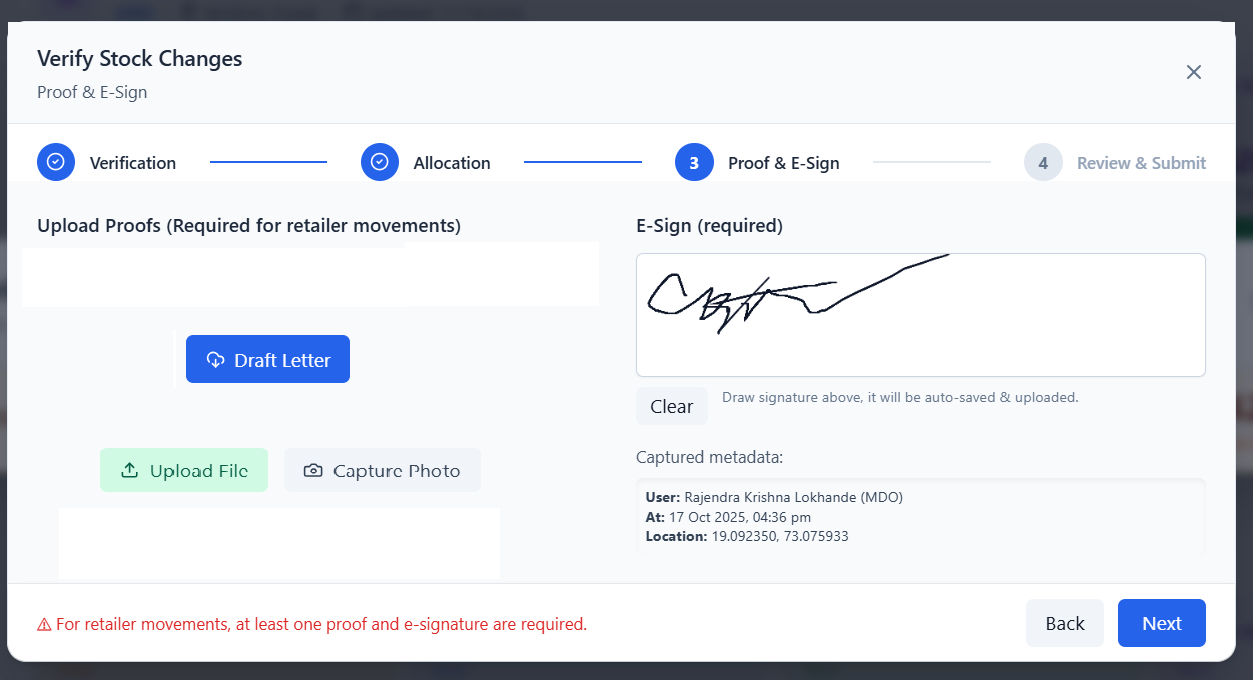 Verify Stock Changes
Proof & E-Sign
Verification
Allocation
3 Proof & E-Sign
4 Review & Submit
Upload Proofs (Required for retailer movements)
Draft Letter
Upload File
Capture Photo
E-Sign (required)
Clear
Draw signature above, it will be auto-saved & uploaded.
Captured metadata:
User: Rajendra Krishna Lokhande (MDO)
At: 17 Oct 2025, 04:36 pm
Location: 19.092350, 73.075933
For retailer movements, at least one proof and e-signature are required.
Back
Next